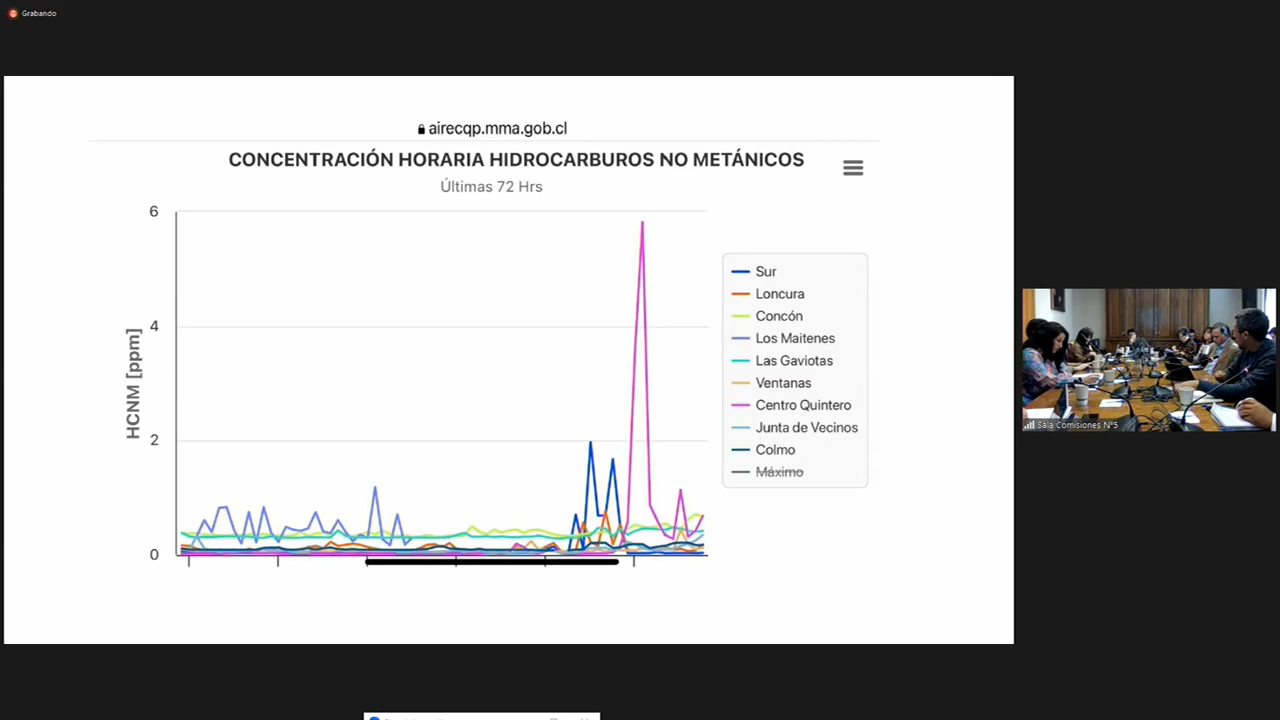 Grabando
airecqp.mma.gob.cl
CONCENTRACIÓN HORARIA HIDROCARBUROS NO METÁNICOS
Últimas 72 Hrs
HCNM [ppm]
6
4
2
0
Sur
Loncura
Concón
Los Maitenes
Las Gaviotas
Ventanas
Centro Quintero
Junta de Vecinos
Colmo
Máximo
Sala Comisiones N°5